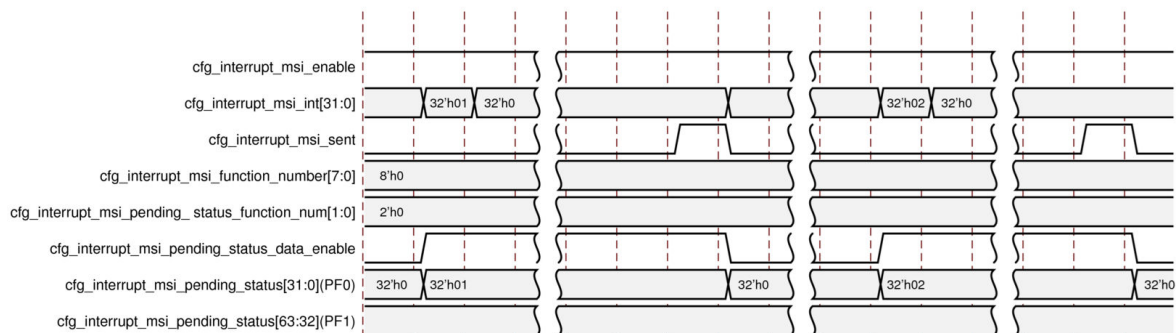 cfg_interrupt_msi_enable
cfg_interrupt_msi_int[31:0] 32'h01 32'h0 32'h02 32'h0
cfg_interrupt_msi_sent
cfg_interrupt_msi_function_number[7:0] 8'h0
cfg_interrupt_msi_pending_ status_function_num[1:0] 2'h0
cfg_interrupt_msi_pending_status_data_enable
cfg_interrupt_msi_pending_status[31:0](PF0) 32'h0 32'h01 32'h0 32'h02 32'h0
cfg_interrupt_msi_pending_status[63:32](PF1)